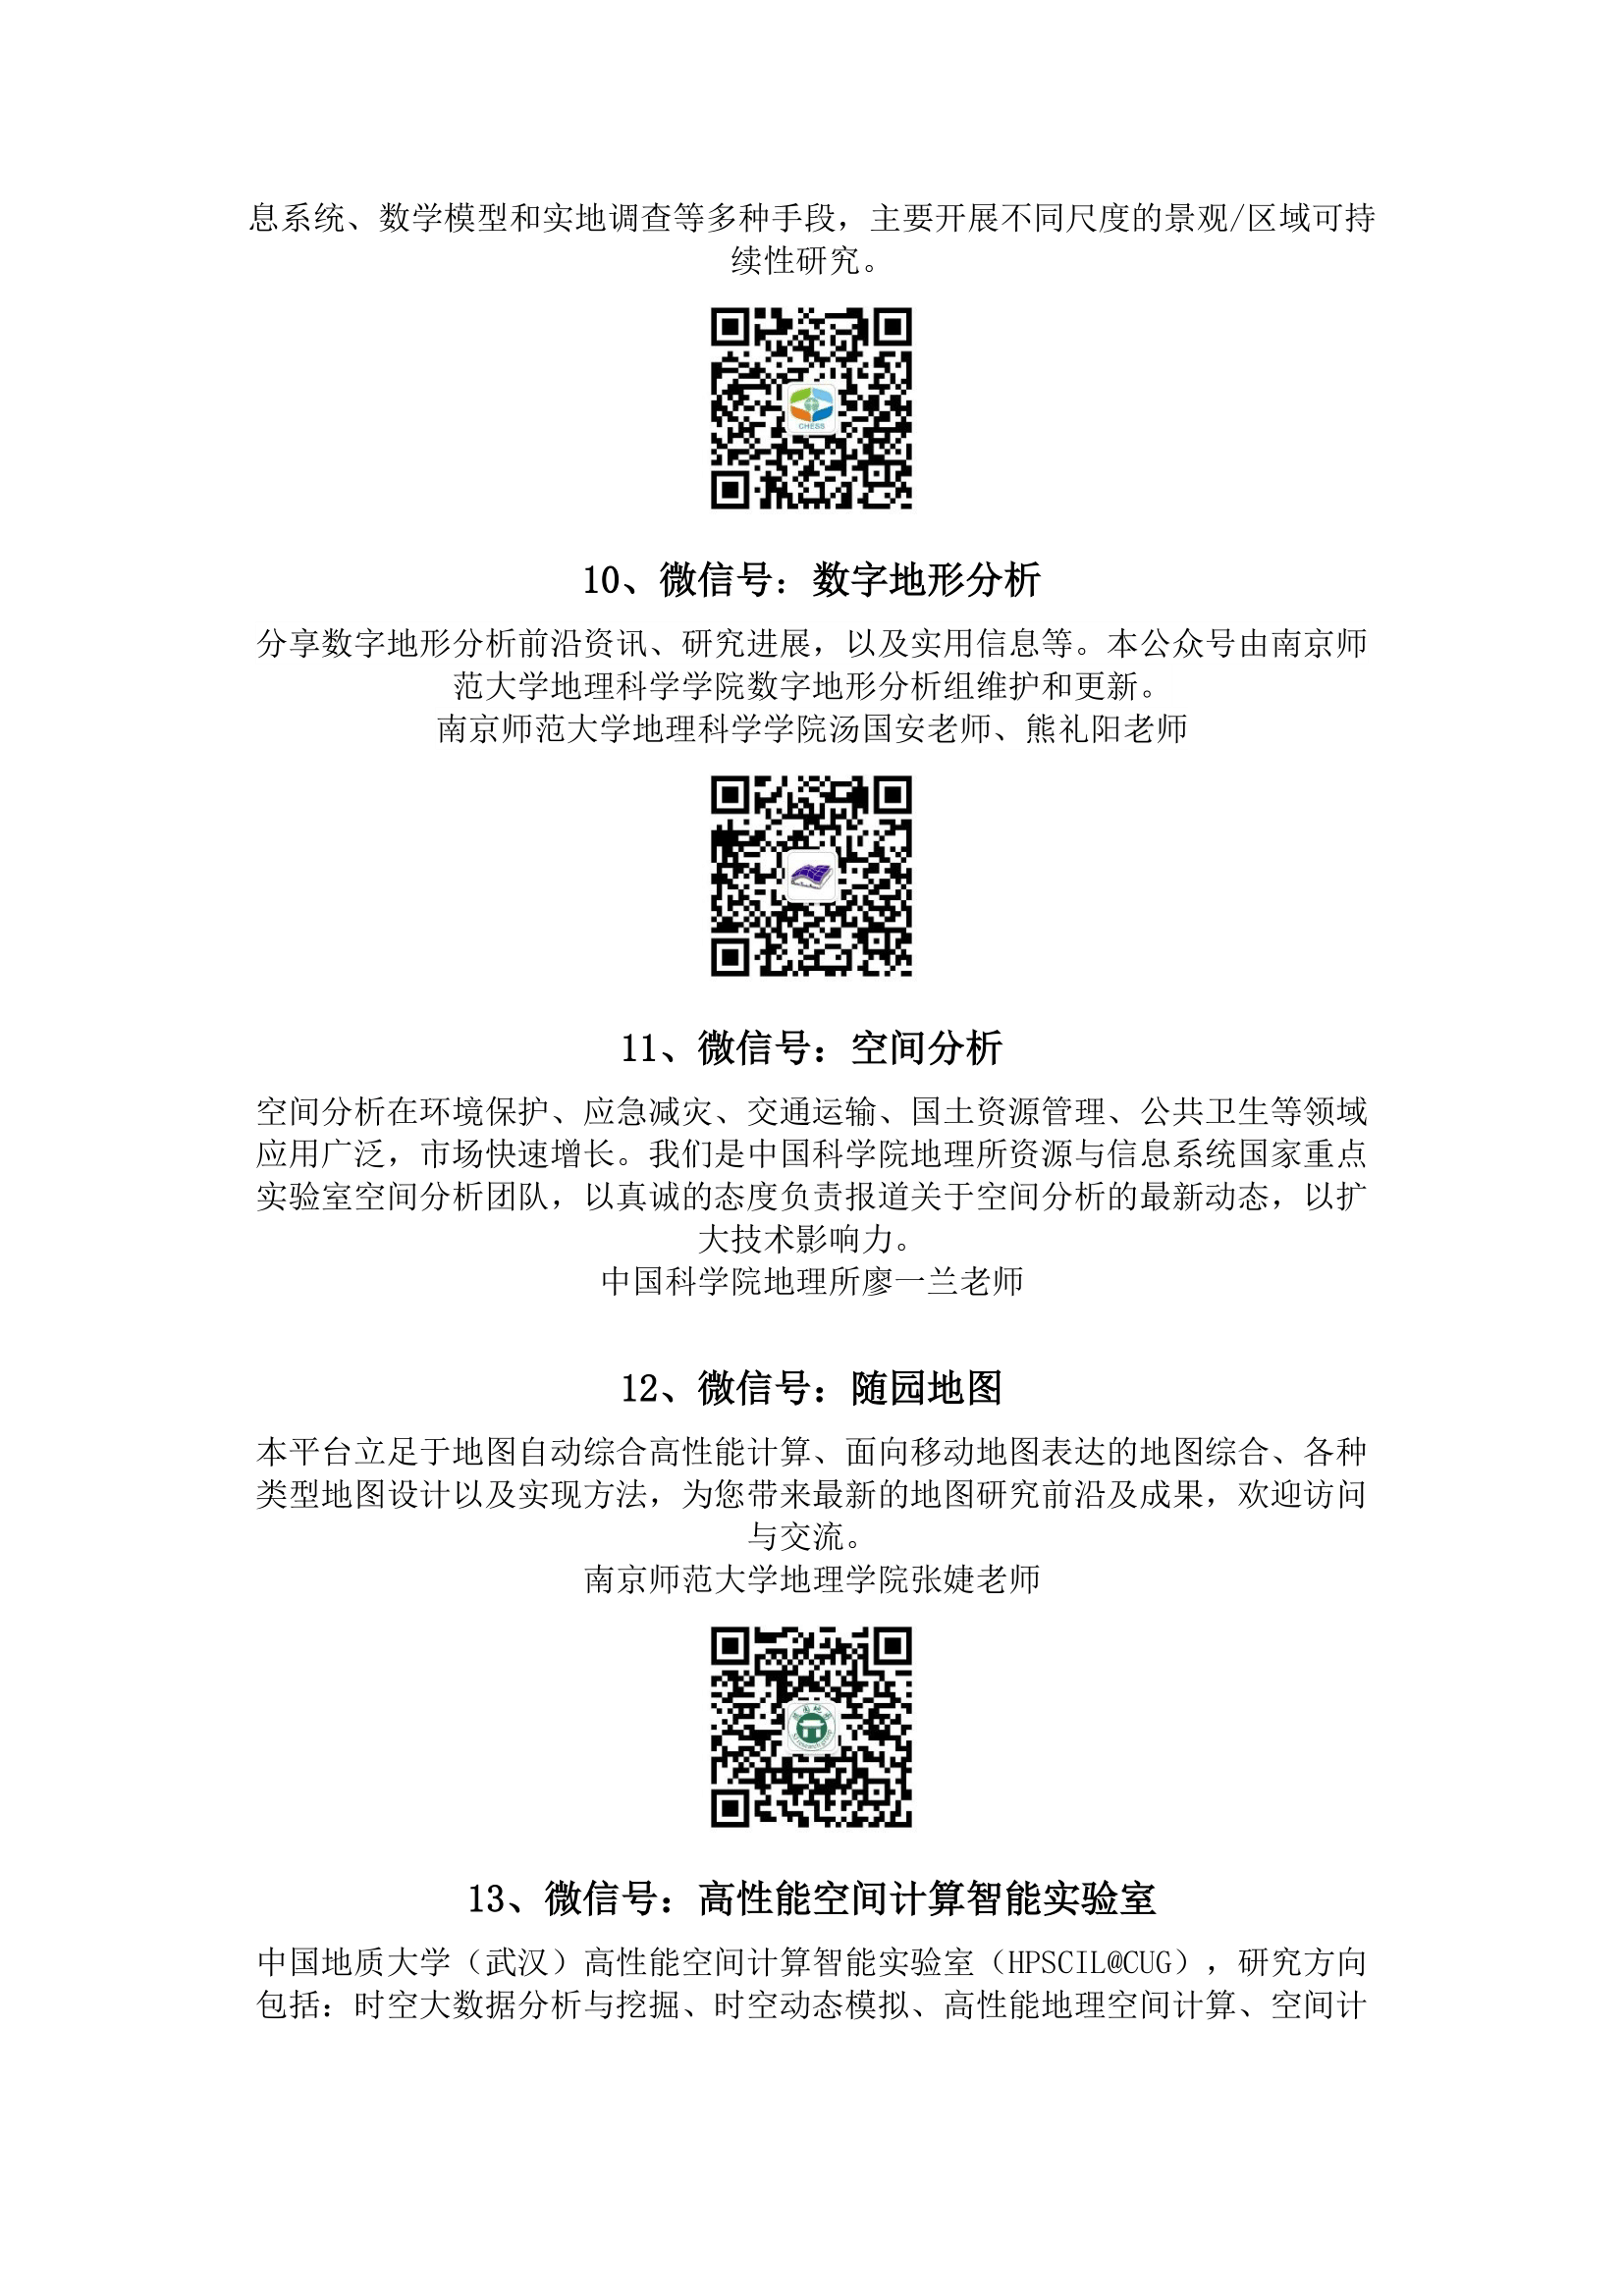 息系统、数学模型和实地调查等多种手段，主要开展不同尺度的景观/区域可持
续性研究。
CHESS
10、微信号：数字地形分析
分享数字地形分析前沿资讯、研究进展，以及实用信息等。本公众号由南京师
范大学地理科学学院数字地形分析组维护和更新。
南京师范大学地理科学学院汤国安老师、熊礼阳老师
11、微信号：空间分析
空间分析在环境保护、应急减灾、交通运输、国土资源管理、公共卫生等领域
应用广泛，市场快速增长。我们是中国科学院地理所资源与信息系统国家重点
实验室空间分析团队，以真诚的态度负责报道关于空间分析的最新动态，以扩
大技术影响力。
中国科学院地理所廖一兰老师
12、微信号：随园地图
本平台立足于地图自动综合高性能计算、面向移动地图表达的地图综合、各种
类型地图设计以及实现方法，为您带来最新的地图研究前沿及成果，欢迎访问
与交流。
南京师范大学地理学院张婕老师
13、微信号：高性能空间计算智能实验室
中国地质大学（武汉）高性能空间计算智能实验室（HPSCIL@CUG），研究方向
包括：时空大数据分析与挖掘、时空动态模拟、高性能地理空间计算、空间计